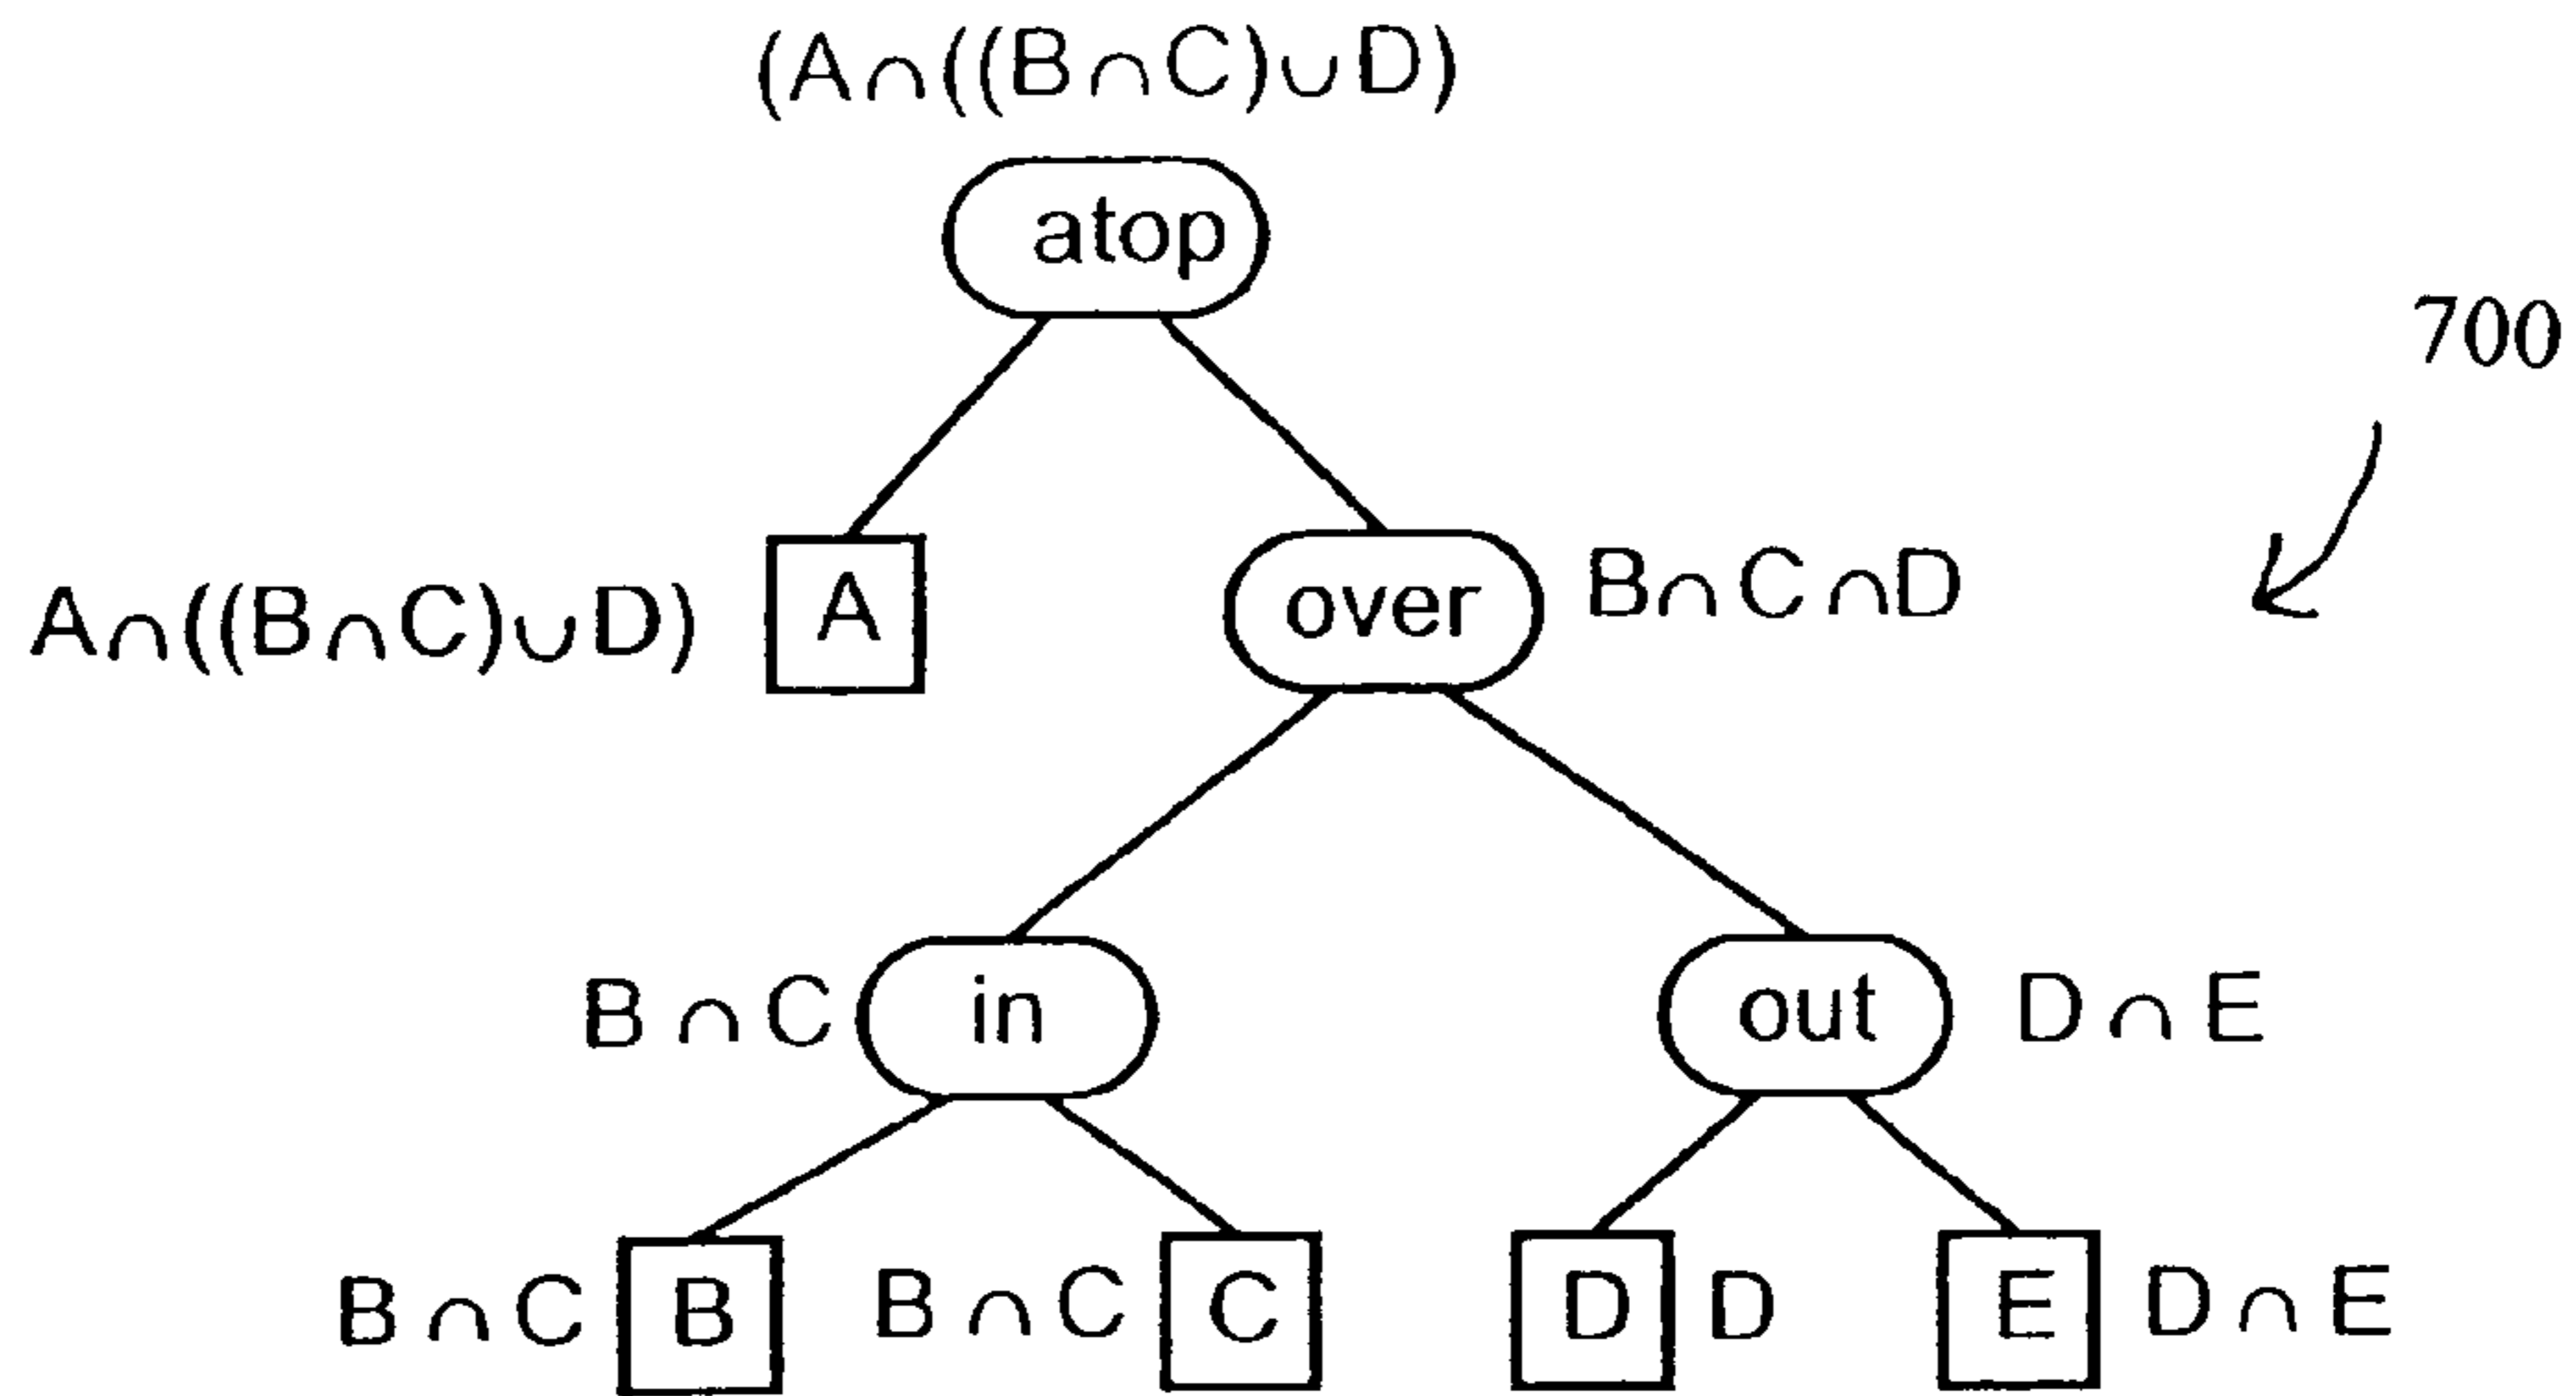 (A∩((B∩C)∪D)
atop
700
A∩((B∩C)∪D) A over B∩C∩D
B∩C in out D∩E
B∩C B B∩C C D D E D∩E